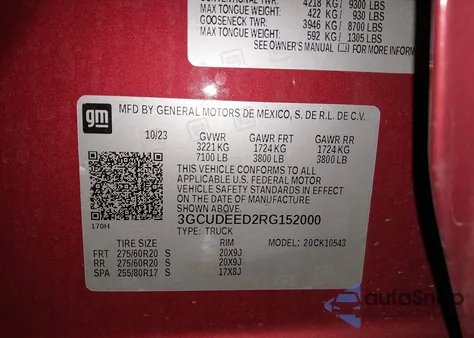 CONVENTIONAL TWR: 4218 KG / 9300 LBS
MAX TONGUE WEIGHT: 422 KG / 930 LBS
GOOSENECK TWR: 3946 KG / 8700 LBS
MAX TONGUE WEIGHT: 592 KG / 1305 LBS
SEE OWNER'S MANUAL FOR MORE INFORM
gm
MFD BY GENERAL MOTORS DE MEXICO, S. DE R.L. DE C.V.
10/23 GVWR GAWR FRT GAWR RR
3221 KG 1724 KG 1724 KG
7100 LB 3800 LB 3800 LB
THIS VEHICLE CONFORMS TO ALL
APPLICABLE U.S. FEDERAL MOTOR
VEHICLE SAFETY STANDARDS IN EFFECT
ON THE DATE OF MANUFACTURE
SHOWN ABOVE.
3GCUDEED2RG152000
170H
TYPE: TRUCK
TIRE SIZE RIM MODEL: 20CK10543
FRT 275/60R20 S 20X9J
RR 275/60R20 S 20X9J
SPA 255/80R17 S 17X8J